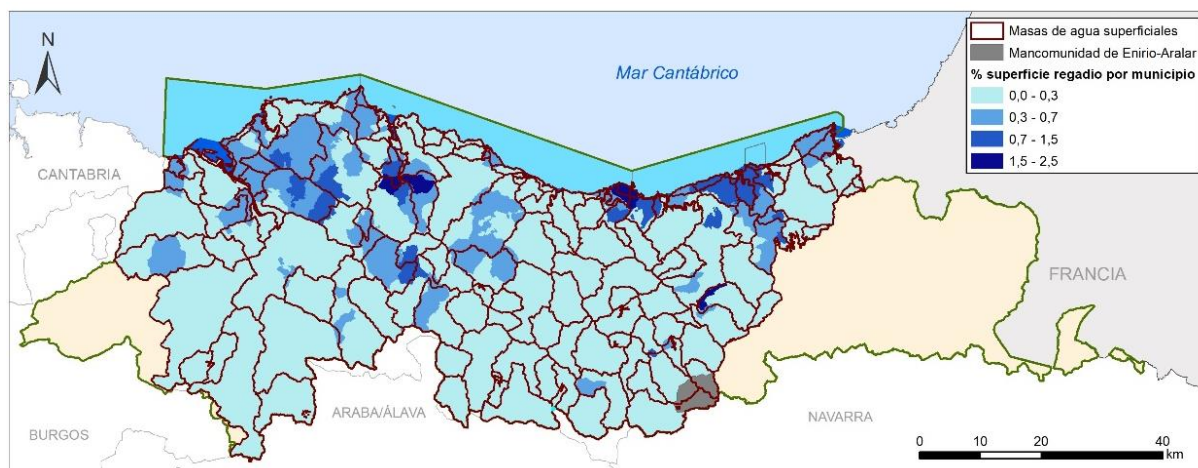 N
Mar Cantábrico
Masas de agua superficiales
Mancomunidad de Enirio-Aralar
% superficie regadio por municipio
0,0 - 0,3
0,3 - 0,7
0,7 - 1,5
1,5 - 2,5
CANTABRIA
FRANCIA
ARABA/ÁLAVA
NAVARRA
BURGOS
0 10 20 40
km